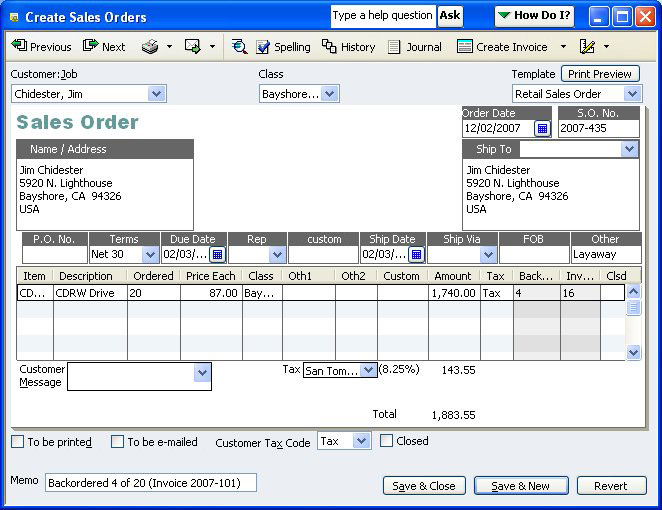 Create Sales Orders Type a help question Ask How Do I?
Previous Next Spelling History Journal Create Invoice
Customer:Job Class Template Print Preview
Chidester, Jim Bayshore... Retail Sales Order
Sales Order Order Date S.O. No.
12/02/2007 2007-435
Name / Address Ship To
Jim Chidester Jim Chidester
5920 N. Lighthouse 5920 N. Lighthouse
Bayshore, CA 94326 Bayshore, CA 94326
USA USA
P.O. No. Terms Due Date Rep custom Ship Date Ship Via FOB Other
Net 30 02/03/... 02/03/... Layaway
Item Description Ordered Price Each Class Oth1 Oth2 Custom Amount Tax Back... Inv... Clsd
CD... CDRW Drive 20 87.00 Bay... 1,740.00 Tax 4 16
Customer Message Tax San Tom... (8.25%) 143.55
Total 1,883.55
To be printed To be e-mailed Customer Tax Code Tax Closed
Memo Backordered 4 of 20 (Invoice 2007-101) Save & Close Save & New Revert